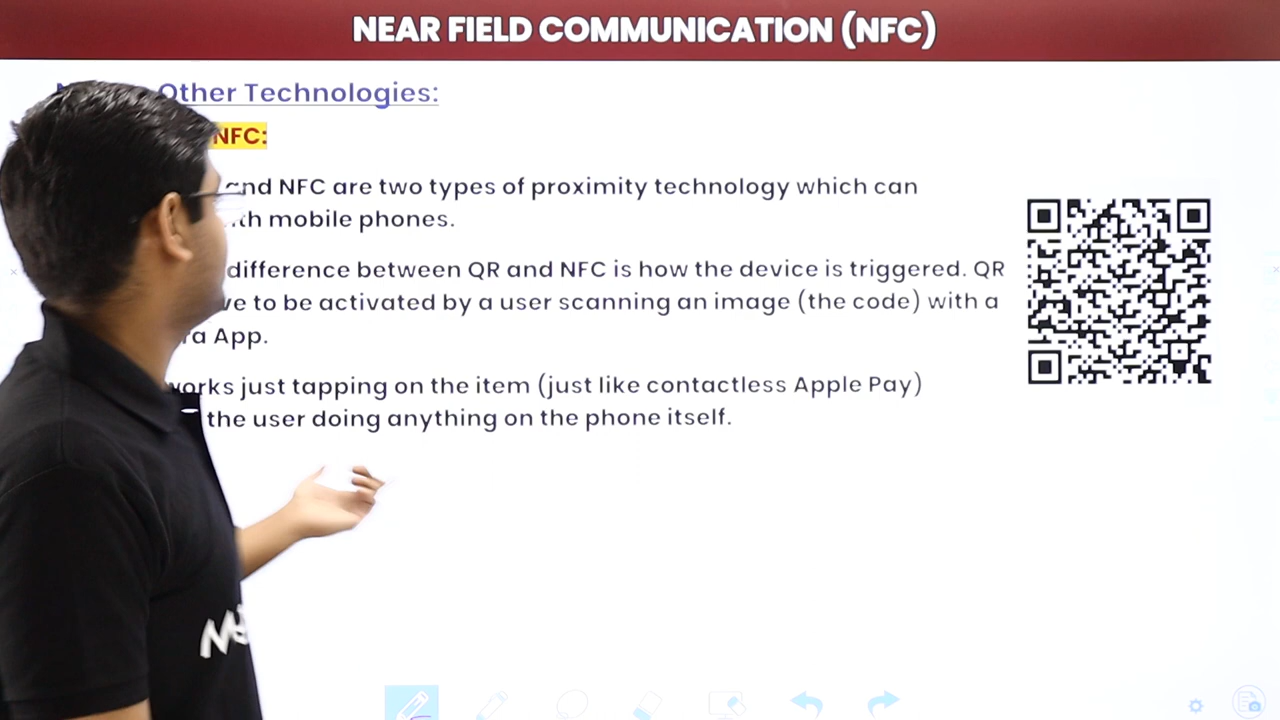 NEAR FIELD COMMUNICATION (NFC)
Other Technologies:
NFC:
and NFC are two types of proximity technology which can
mobile phones.
difference between QR and NFC is how the device is triggered. QR
to be activated by a user scanning an image (the code) with a
App.
works just tapping on the item (just like contactless Apple Pay)
the user doing anything on the phone itself.